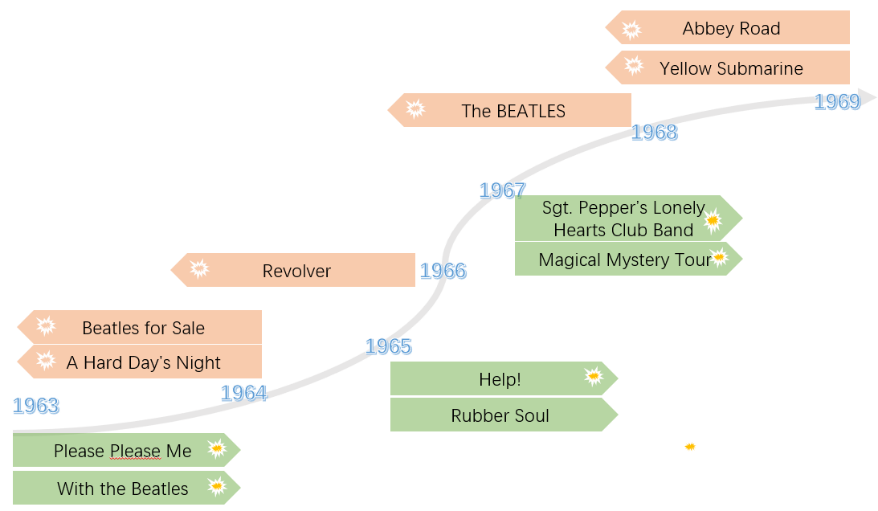 Abbey Road
Yellow Submarine
1969
The BEATLES
1968
1967
Sgt. Pepper's Lonely
Hearts Club Band
Magical Mystery Tour
Revolver
1966
Beatles for Sale
A Hard Day's Night
1965
Help!
Rubber Soul
1964
1963
Please Please Me
With the Beatles